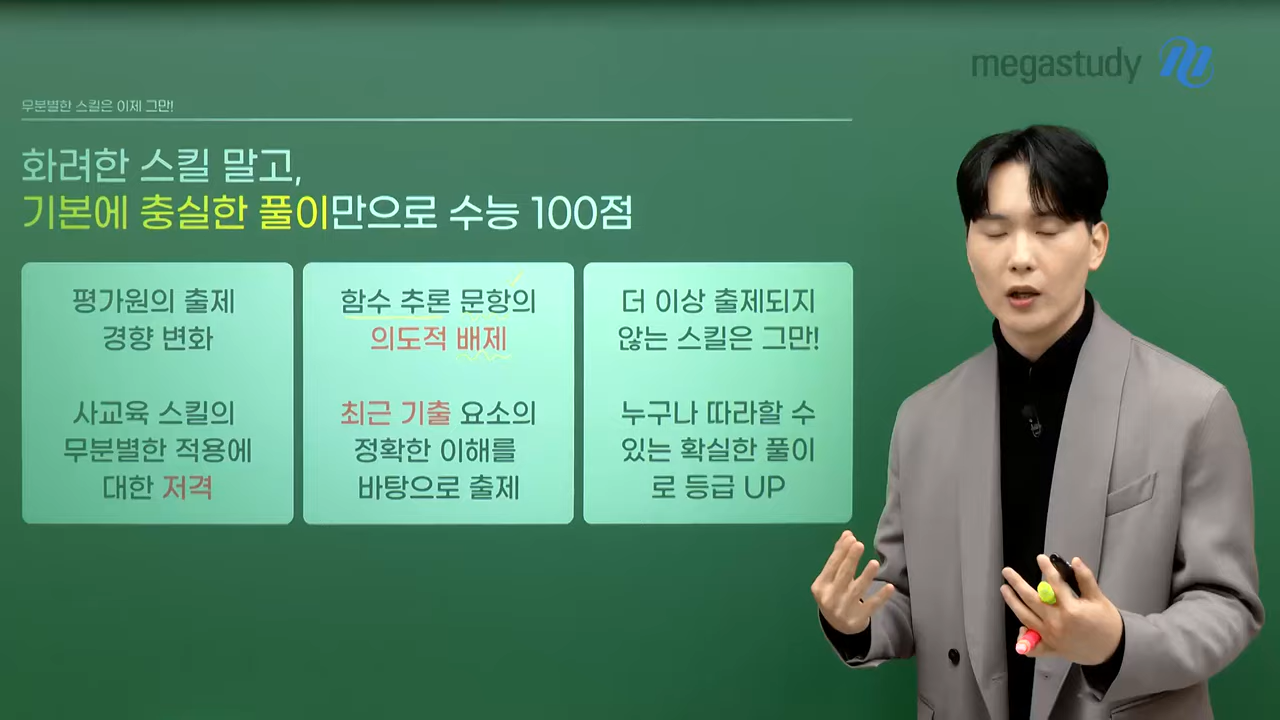 megastudy
무분별한 스킬은 이제 그만!
화려한 스킬 말고,
기본에 충실한 풀이만으로 수능 100점
평가원의 출제
경향 변화
사교육 스킬의
무분별한 적용에
대한 저격
함수 추론 문항의
의도적 배제
최근 기출 요소의
정확한 이해를
바탕으로 출제
더 이상 출제되지
않는 스킬은 그만!
누구나 따라할 수
있는 확실한 풀이
로 등급 UP